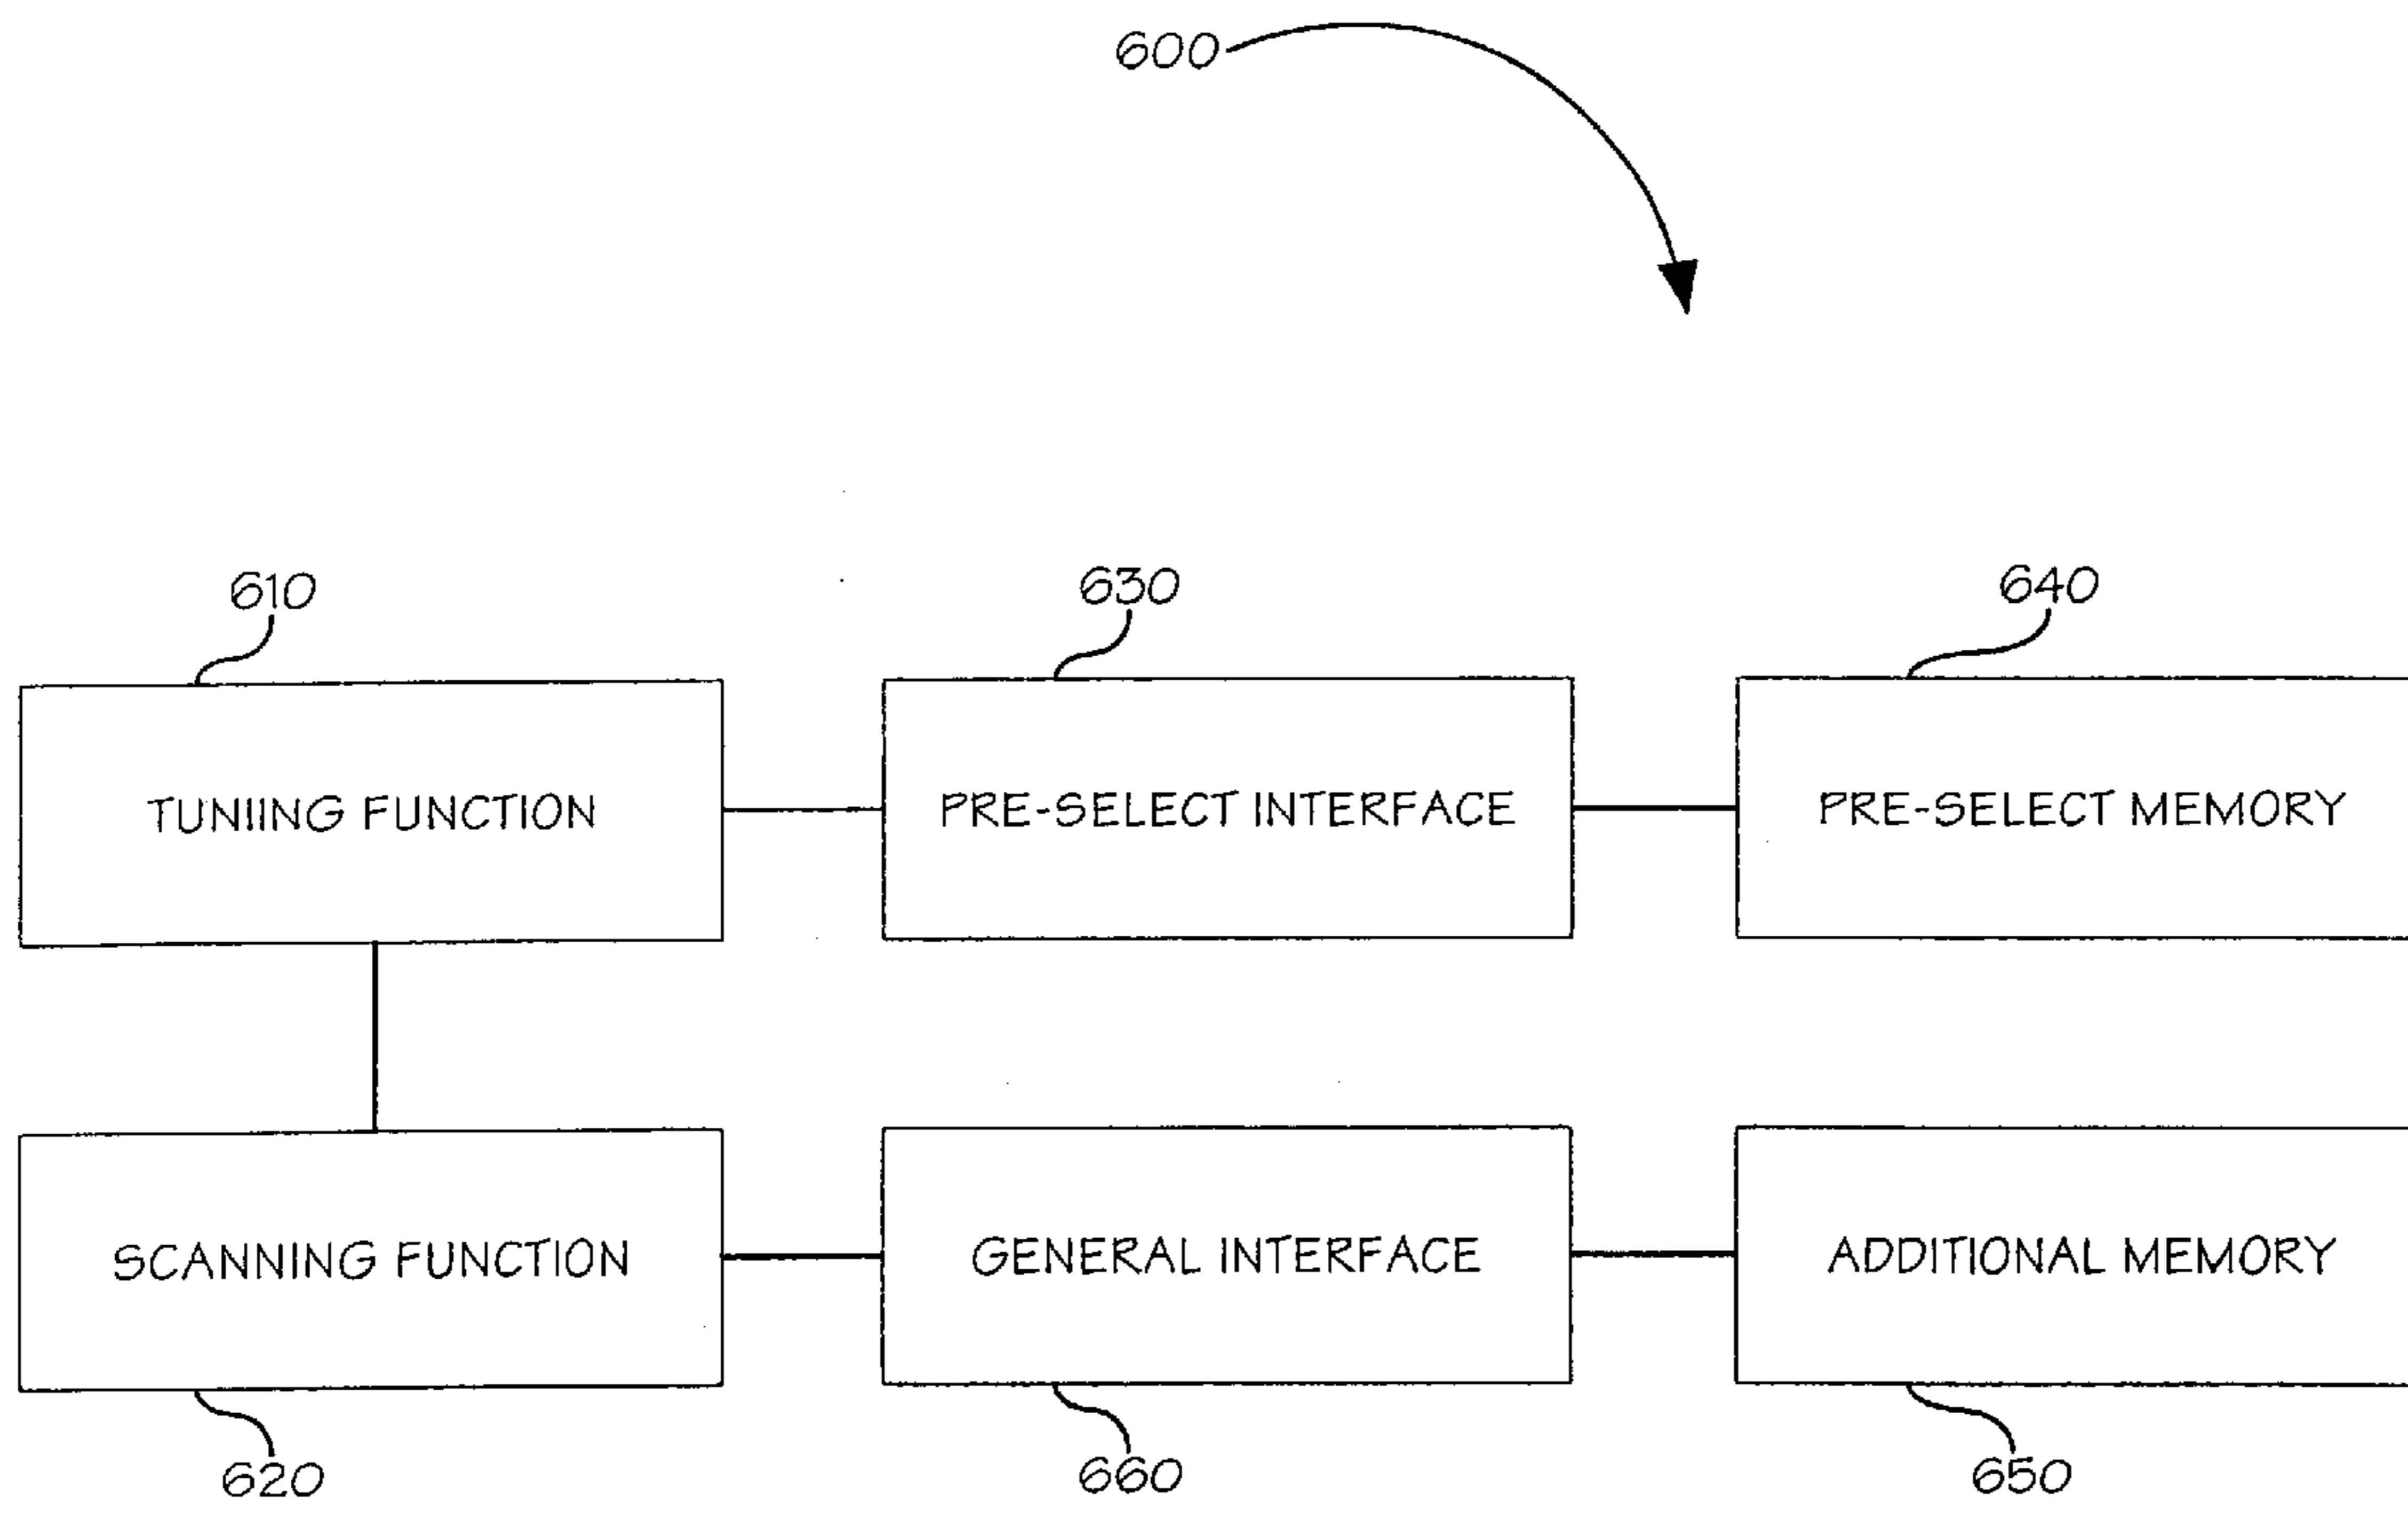 600
610
630
640
TUNIING FUNCTION
PRE-SELECT INTERFACE
PRE-SELECT MEMORY
SCANNING FUNCTION
GENERAL INTERFACE
ADDITIONAL MEMORY
620
660
650